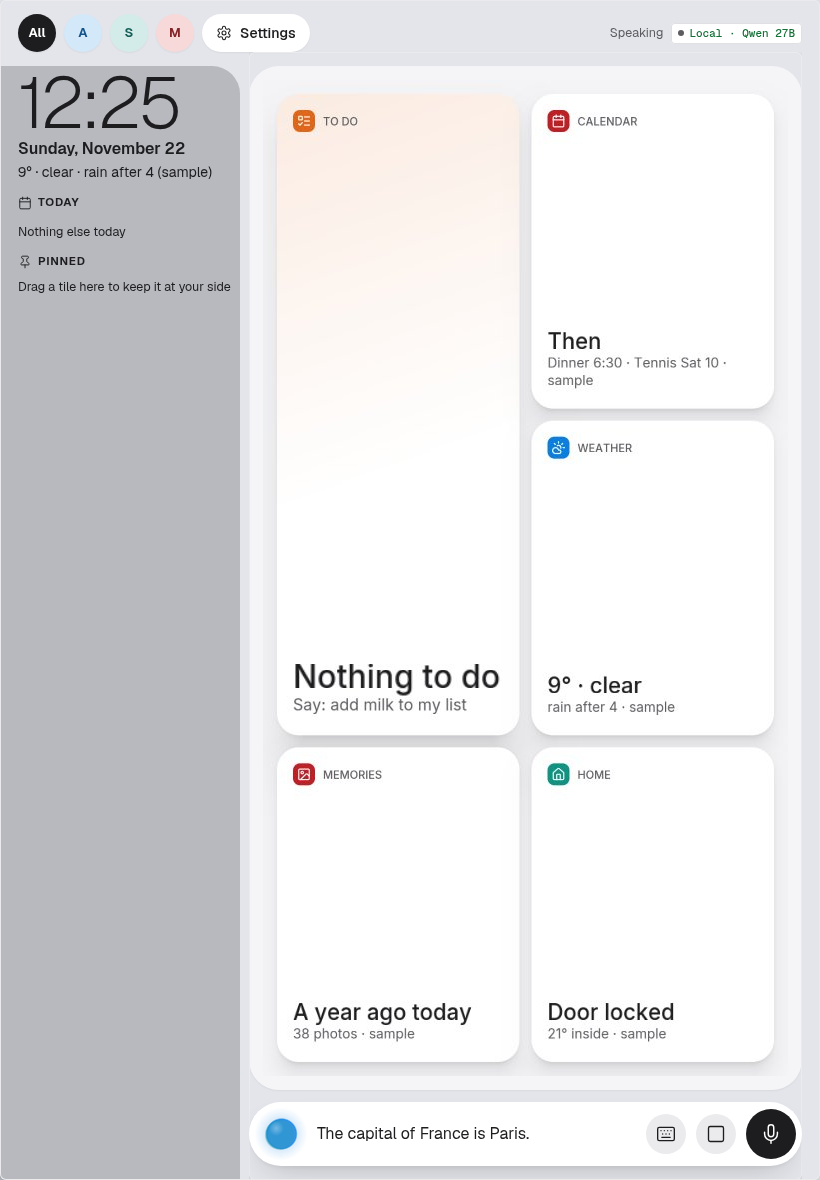 All A S M Settings
Speaking Local · Qwen 27B
12:25
Sunday, November 22
9° · clear · rain after 4 (sample)
TODAY
Nothing else today
PINNED
Drag a tile here to keep it at your side
TO DO
Nothing to do
Say: add milk to my list
CALENDAR
Then
Dinner 6:30 · Tennis Sat 10 ·
sample
WEATHER
9° · clear
rain after 4 · sample
MEMORIES
A year ago today
38 photos · sample
HOME
Door locked
21° inside · sample
The capital of France is Paris.